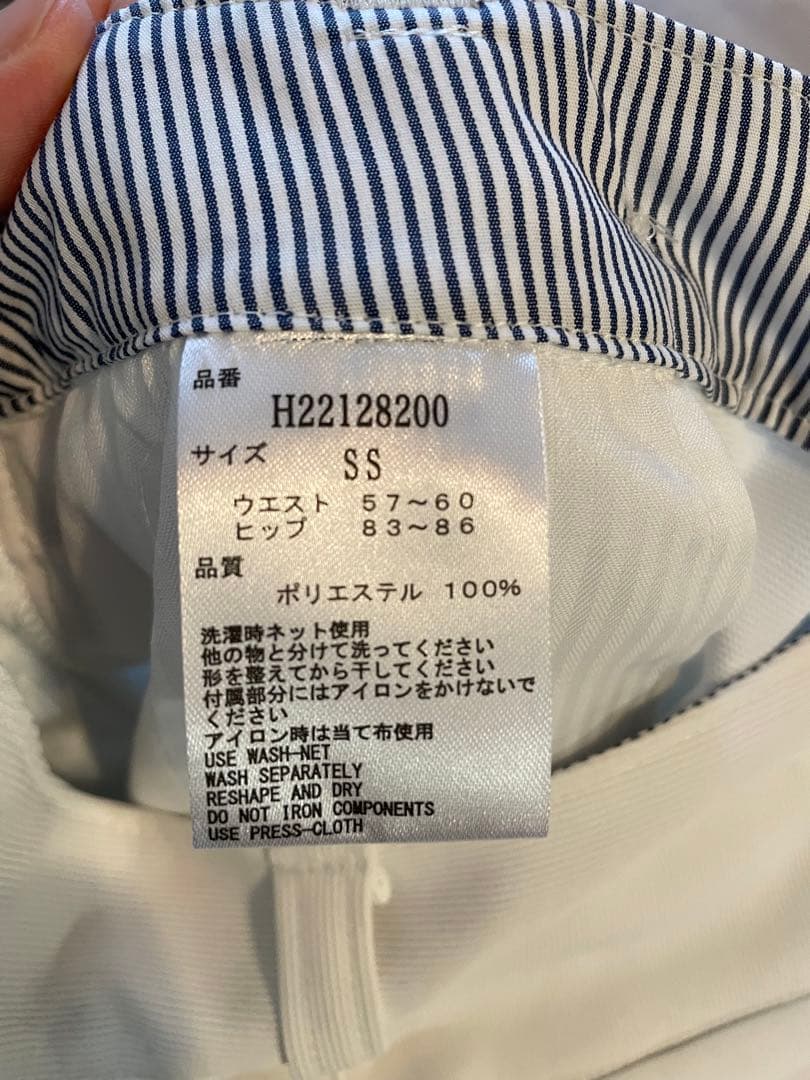 品番
H22128200
サイズ
SS
ウエスト 57～60
ヒップ 83～86
品質
ポリエステル 100%
洗濯時ネット使用
他の物と分けて洗ってください
形を整えてから干してください
付属部分にはアイロンをかけないで
ください
アイロン時は当て布使用
USE WASH-NET
WASH SEPARATELY
RESHAPE AND DRY
DO NOT IRON COMPONENTS
USE PRESS-CLOTH